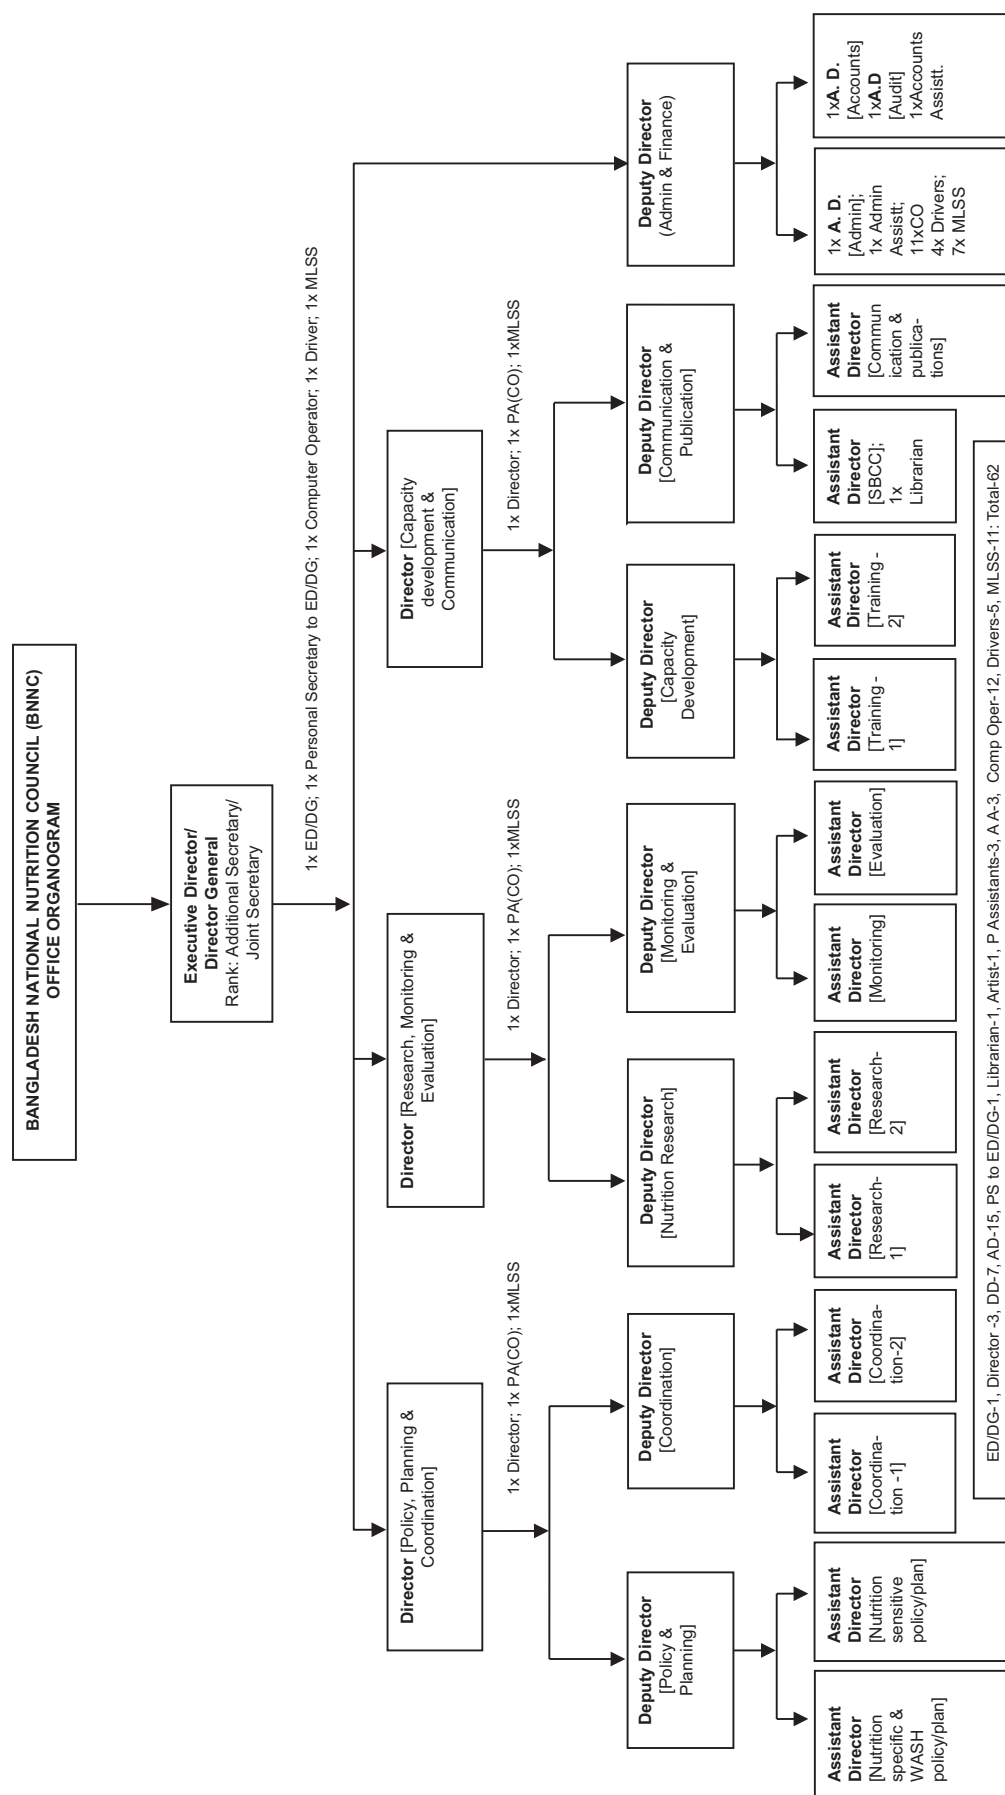 BANGLADESH NATIONAL NUTRITION COUNCIL (BNNC)
OFFICE ORGANOGRAM
Executive Director/
Director General
Rank: Additional Secretary/
Joint Secretary
1x ED/DG; 1x Personal Secretary to ED/DG; 1x Computer Operator; 1x Driver; 1x MLSS
Director [Policy, Planning &
Coordination]
Director [Research, Monitoring &
Evaluation]
Director [Capacity
development &
Communication]
1x Director; 1x PA(CO); 1xMLSS
1x Director; 1x PA(CO); 1xMLSS
1x Director; 1x PA(CO); 1xMLSS
Deputy Director
[Policy &
Planning]
Deputy Director
[Coordination]
Deputy Director
[Nutrition Research]
Deputy Director
[Monitoring &
Evaluation]
Deputy Director
[Capacity
Development]
Deputy Director
[Communication &
Publication]
Deputy Director
(Admin & Finance)
Assistant
Director
[Nutrition
specific &
WASH
policy/plan]
Assistant
Director
[Nutrition
sensitive
policy/plan]
Assistant
Director
[Coordina-
tion -1]
Assistant
Director
[Coordina-
tion-2]
Assistant
Director
[Research-
1]
Assistant
Director
[Research-
2]
Assistant
Director
[Monitoring]
Assistant
Director
[Evaluation]
Assistant
Director
[Training -
1]
Assistant
Director
[Training -
2]
Assistant
Director
[SBCC];
1x
Librarian
Assistant
Director
[Commun
ication &
publica-
tions]
1x A. D.
[Admin];
1x Admin
Assistt;
11xCO
4x Drivers;
7x MLSS
1xA. D.
[Accounts]
1xA.D
[Audit]
1xAccounts
Assistt.
ED/DG-1, Director -3, DD-7, AD-15, PS to ED/DG-1, Librarian-1, Artist-1, P Assistants-3, A A-3, Comp Oper-12, Drivers-5, MLSS-11: Total-62